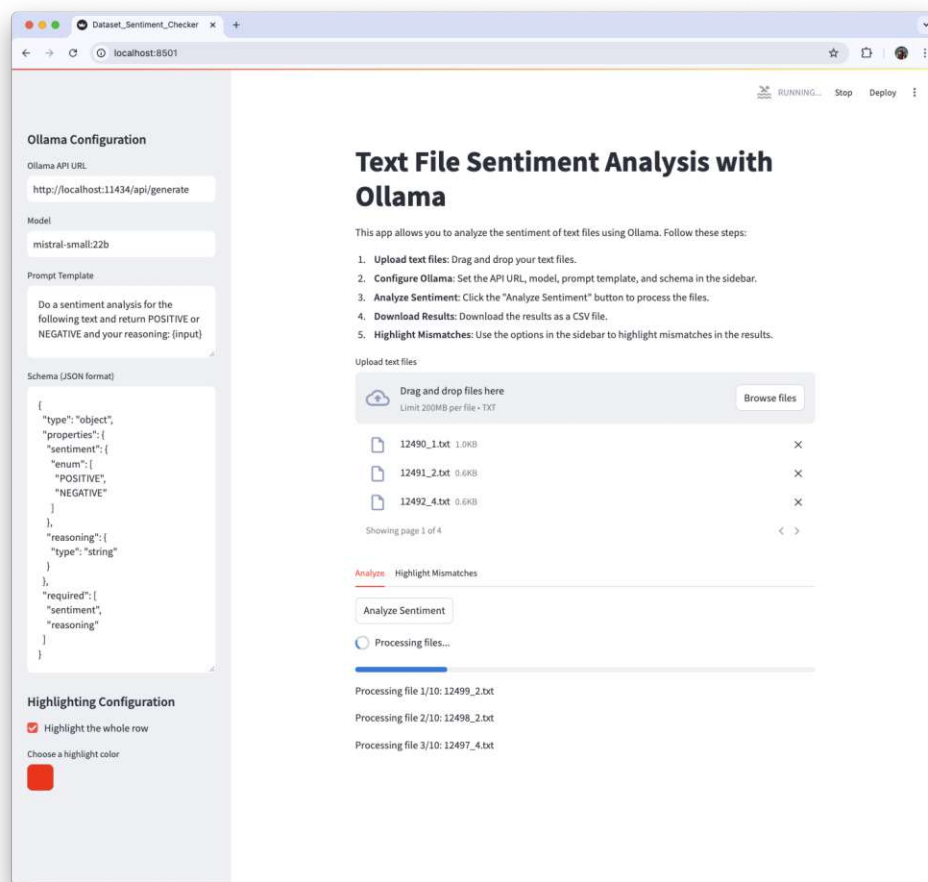 Dataset_Sentiment_Checker
localhost:8501
RUNNING...
Stop
Deploy
Ollama Configuration
Ollama API URL
http://localhost:11434/api/generate
Model
mistral-small:22b
Prompt Template
Do a sentiment analysis for the
following text and return POSITIVE or
NEGATIVE and your reasoning: {input}
Schema (JSON format)
{
"type": "object",
"properties": {
"sentiment": {
"enum": [
"POSITIVE",
"NEGATIVE"
]
},
"reasoning": {
"type": "string"
}
},
"required": [
"sentiment",
"reasoning"
]
}
Highlighting Configuration
Highlight the whole row
Choose a highlight color
Text File Sentiment Analysis with
Ollama
This app allows you to analyze the sentiment of text files using Ollama. Follow these steps:
1. Upload text files: Drag and drop your text files.
2. Configure Ollama: Set the API URL, model, prompt template, and schema in the sidebar.
3. Analyze Sentiment: Click the "Analyze Sentiment" button to process the files.
4. Download Results: Download the results as a CSV file.
5. Highlight Mismatches: Use the options in the sidebar to highlight mismatches in the results.
Upload text files
Drag and drop files here
Limit 200MB per file • TXT
Browse files
12490_1.txt 1.0KB
12491_2.txt 0.6KB
12492_4.txt 0.6KB
Showing page 1 of 4
Analyze Highlight Mismatches
Analyze Sentiment
Processing files...
Processing file 1/10: 12499_2.txt
Processing file 2/10: 12498_2.txt
Processing file 3/10: 12497_4.txt